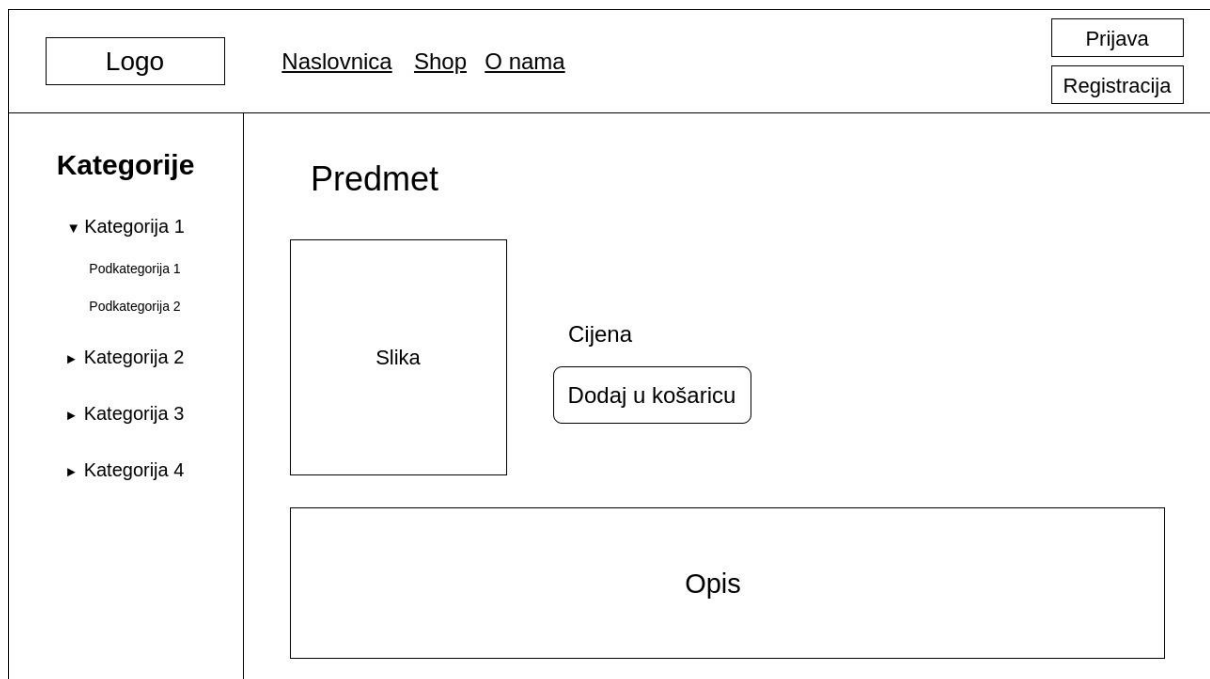 Logo
Naslovnica Shop O nama
Prijava
Registracija
Kategorije
▼ Kategorija 1
Podkategorija 1
Podkategorija 2
► Kategorija 2
► Kategorija 3
► Kategorija 4
Predmet
Slika
Cijena
Dodaj u košaricu
Opis